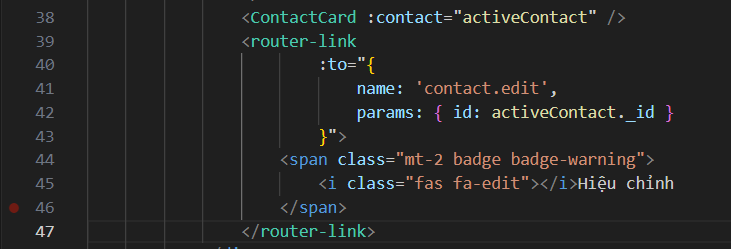 38 <ContactCard :contact="activeContact" />
39 <router-link
40 :to="{
41 name: 'contact.edit',
42 params: { id: activeContact._id }
43 }">
44 <span class="mt-2 badge badge-warning">
45 <i class="fas fa-edit"></i>Hiệu chỉnh
46 </span>
47 </router-link>